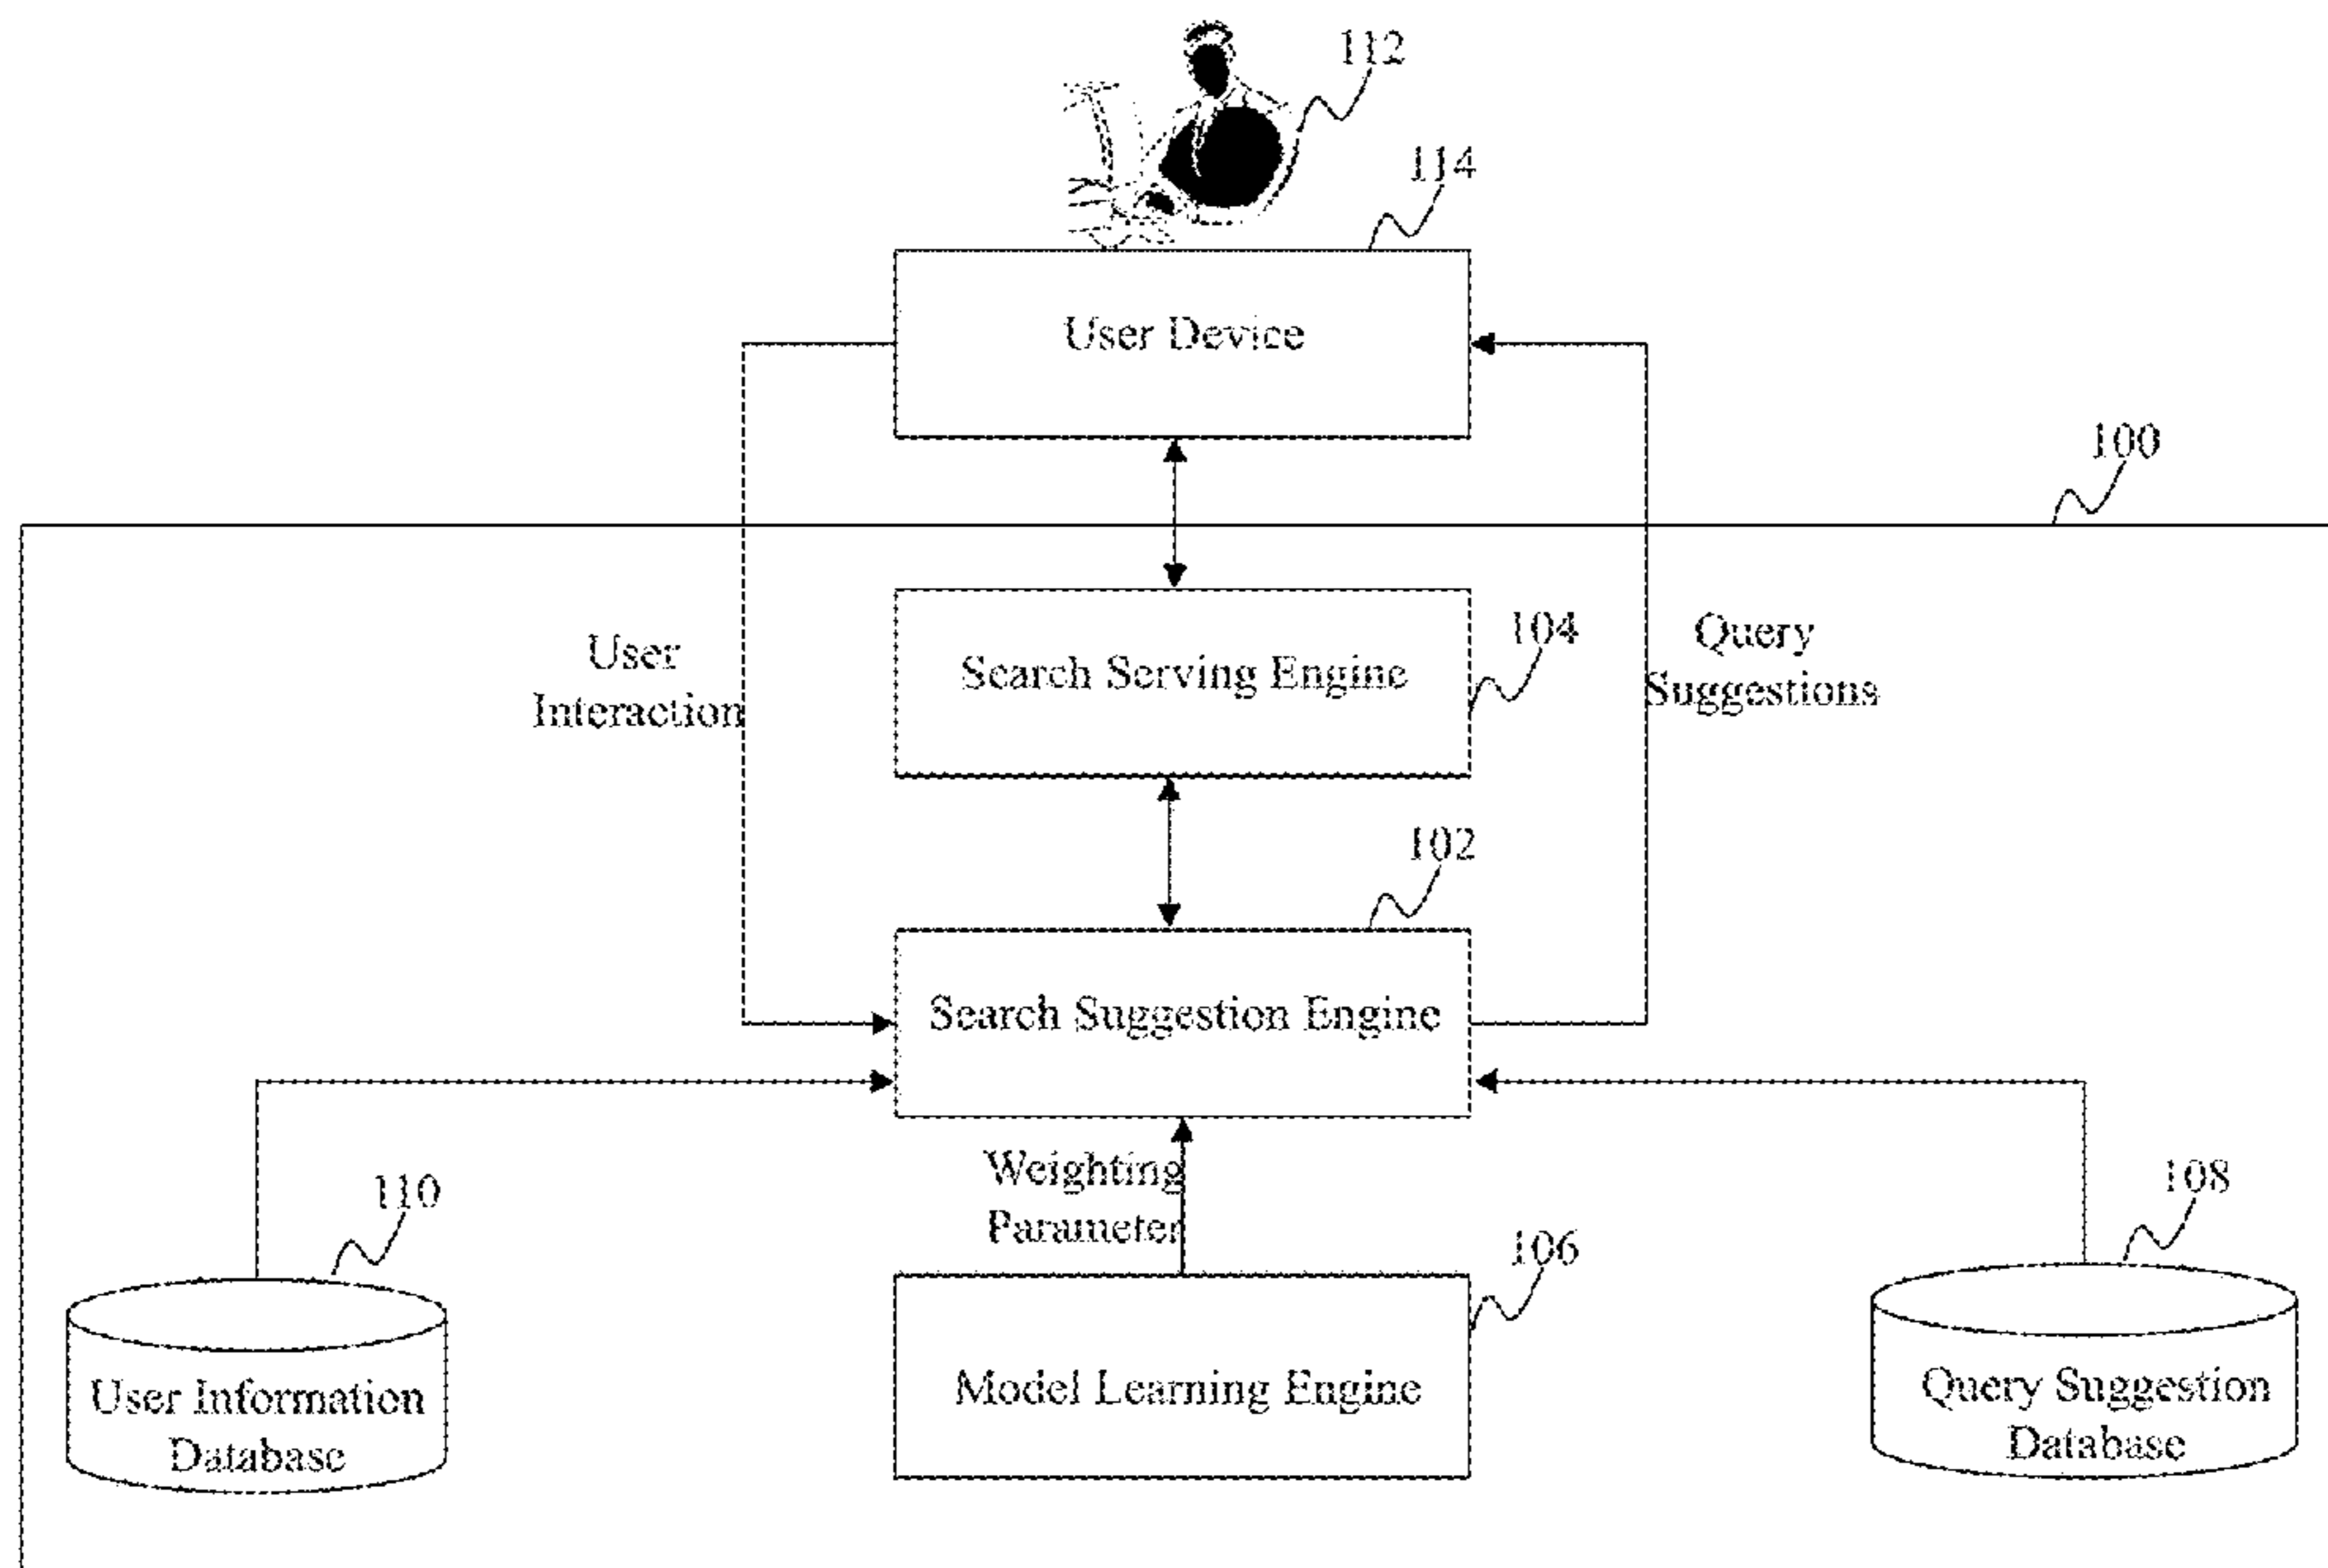 112
114
User Device
100
User
Interaction
104
Query
Suggestions
Search Serving Engine
102
Search Suggestion Engine
Weighting
Parameter
110
108
106
User Information
Database
Model Learning Engine
Query Suggestion
Database